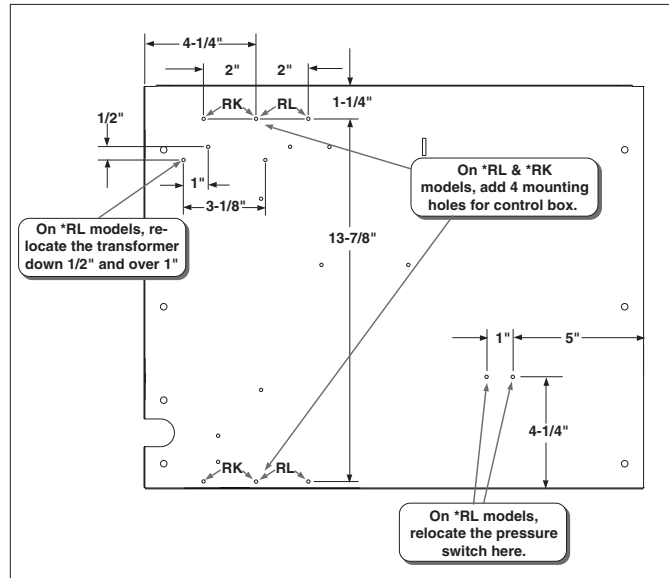 4-1/4"
2" 2"
1-1/4"
RK RL
1/2"
1"
3-1/8"
On *RL & *RK
models, add 4 mounting
holes for control box.
On *RL models, re-
locate the transformer
down 1/2" and over 1"
13-7/8"
1" 5"
4-1/4"
RK RL
On *RL models,
relocate the pressure
switch here.